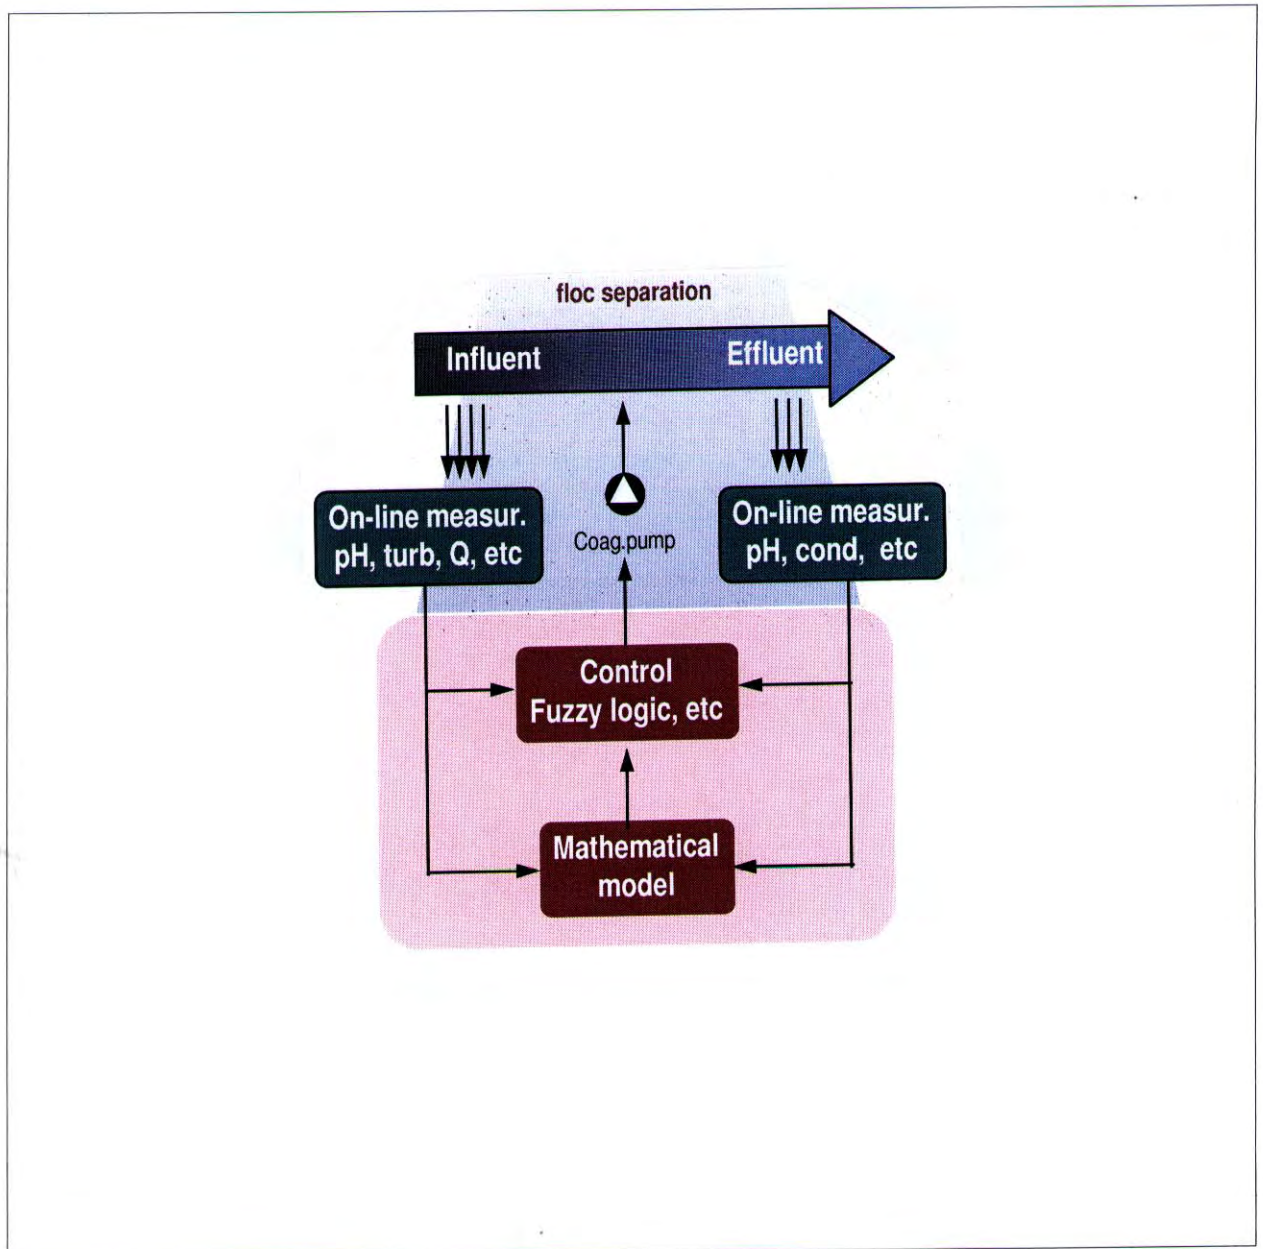 floc separation
Influent
Effluent
On-line measur.
pH, turb, Q, etc
Coag.pump
On-line measur.
pH, cond, etc
Control
Fuzzy logic, etc
Mathematical
model